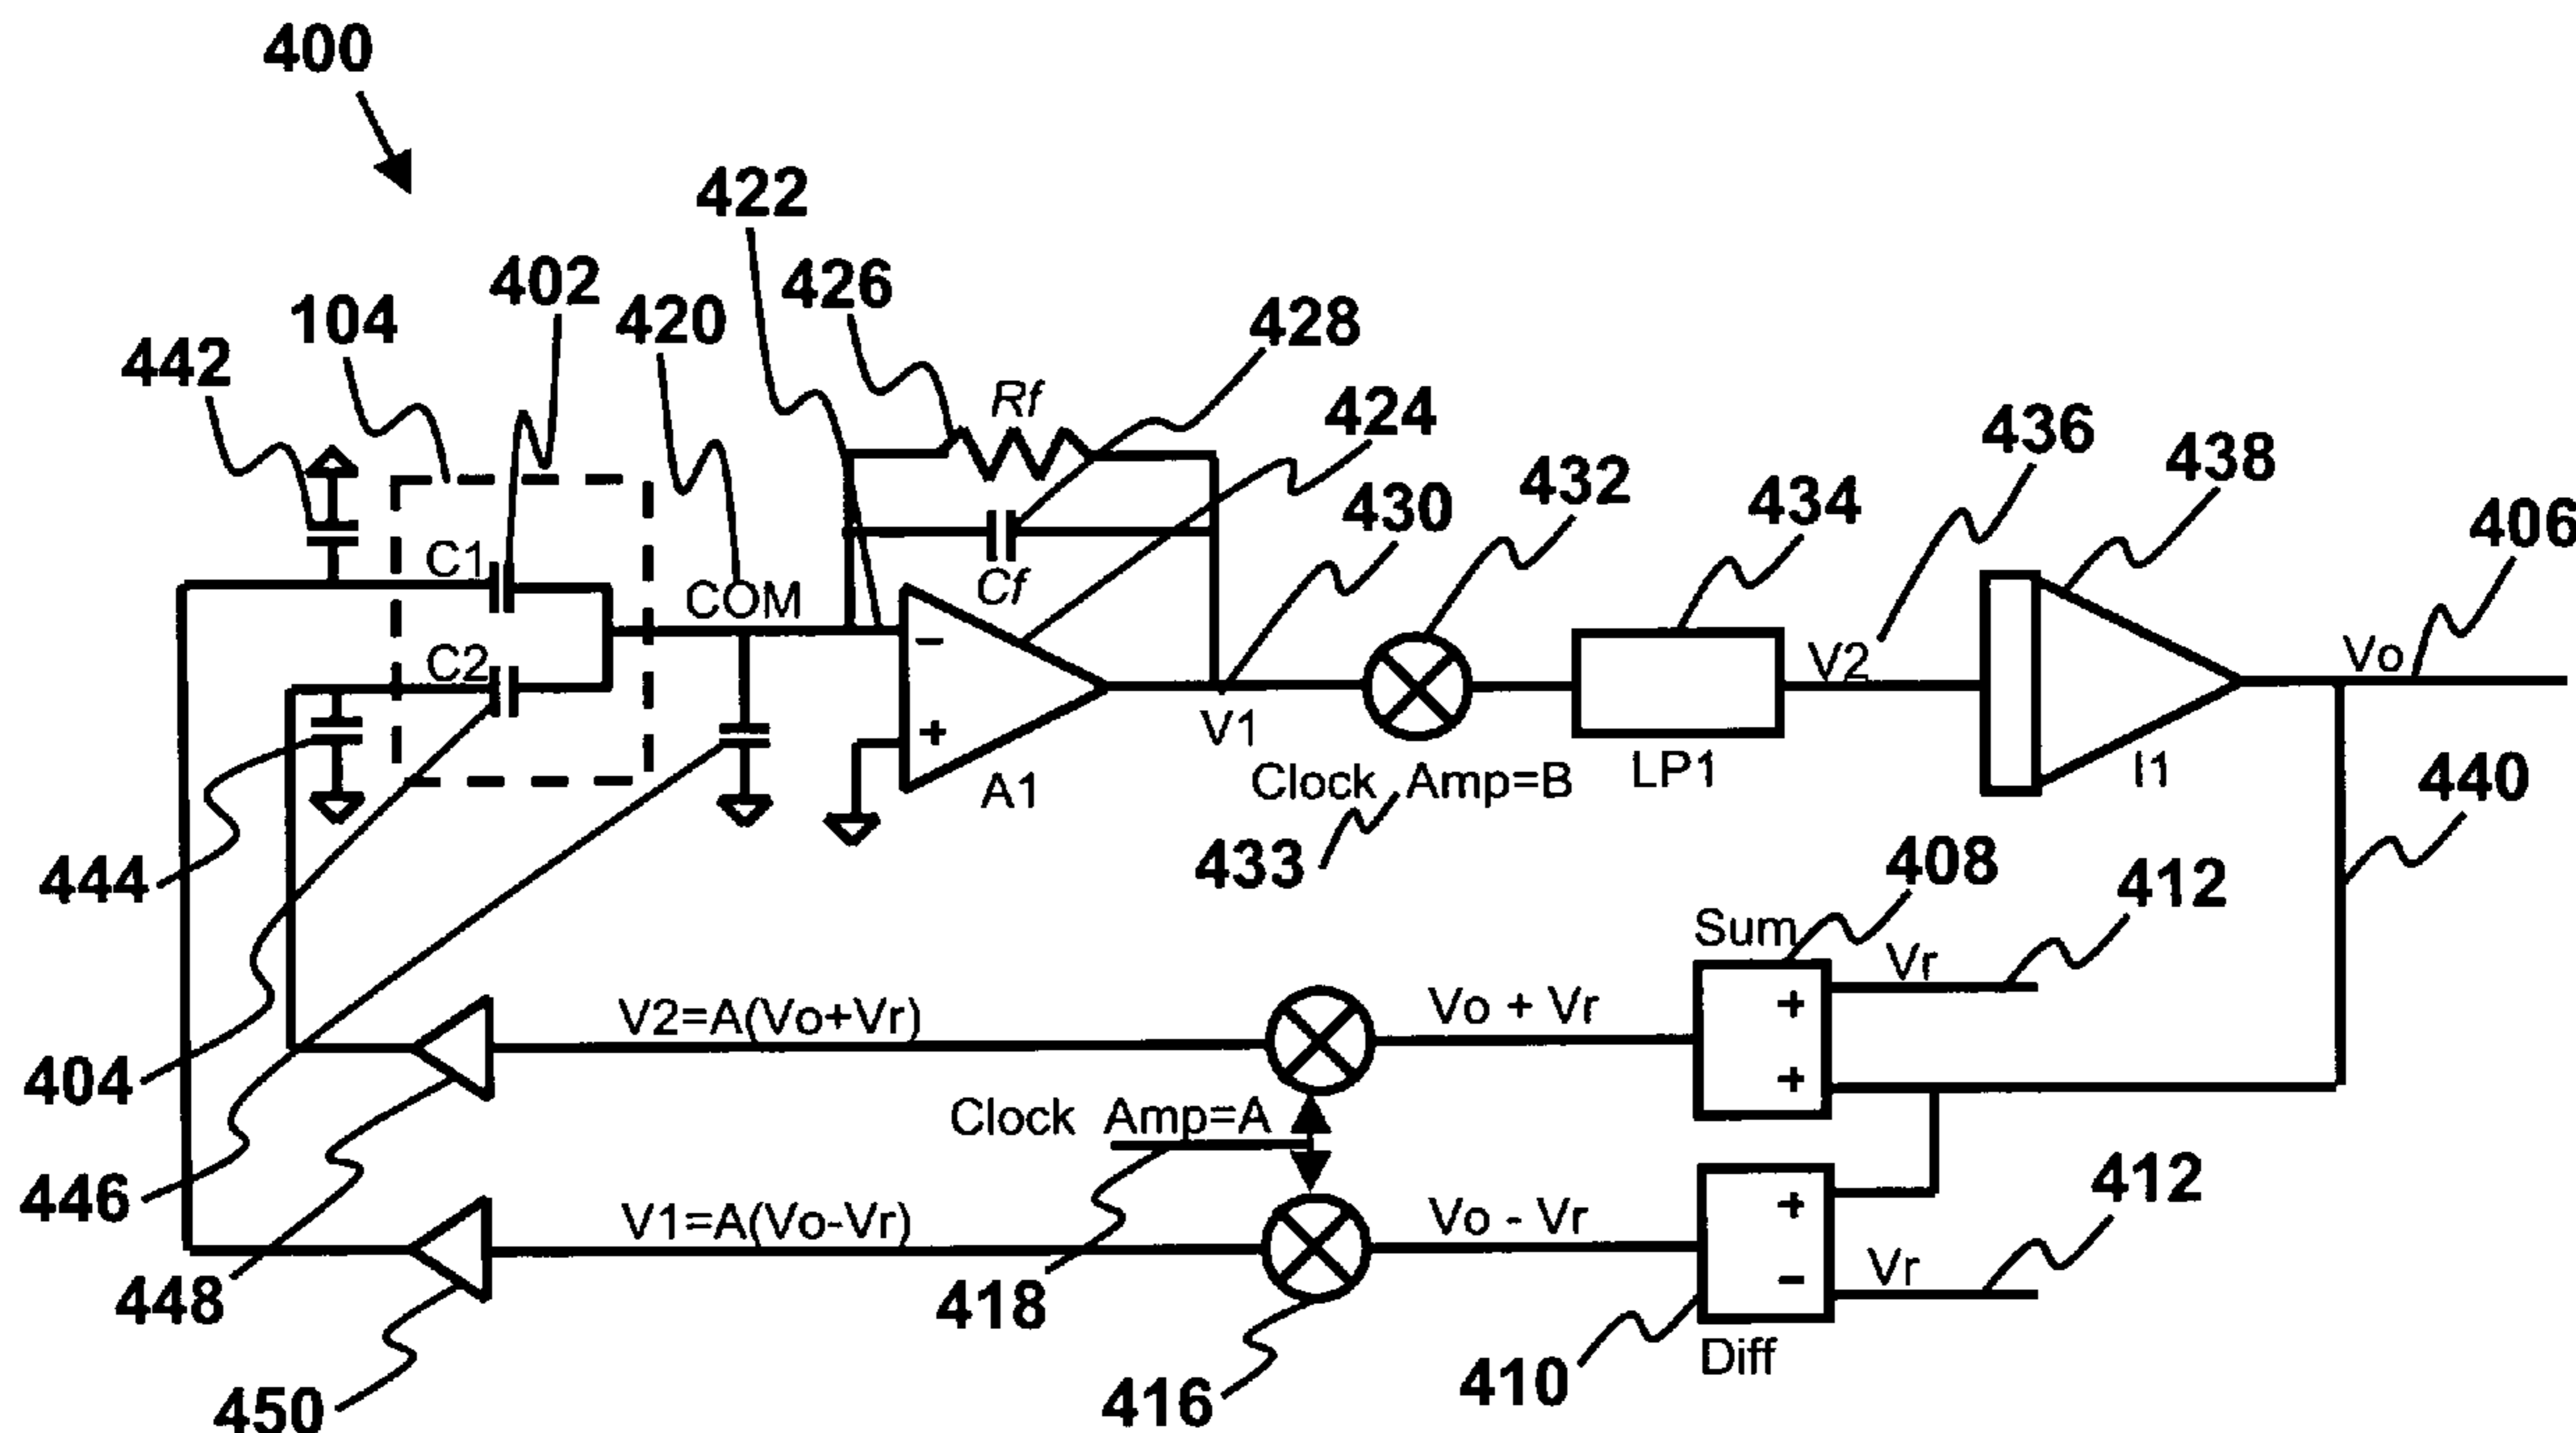 400
422
402
426
104
420
428
442
Rf
424
436
438
432
434
430
406
C1
Cf
COM
C2
−
+
A1
V1
V2
Vo
LP1
I1
Clock Amp=B
433
440
444
408
412
Sum
Vr
+
+
Vo + Vr
V2=A(Vo+Vr)
404
Clock Amp=A
446
412
+
−
Vr
Vo - Vr
V1=A(Vo-Vr)
448
418
Diff
410
416
450